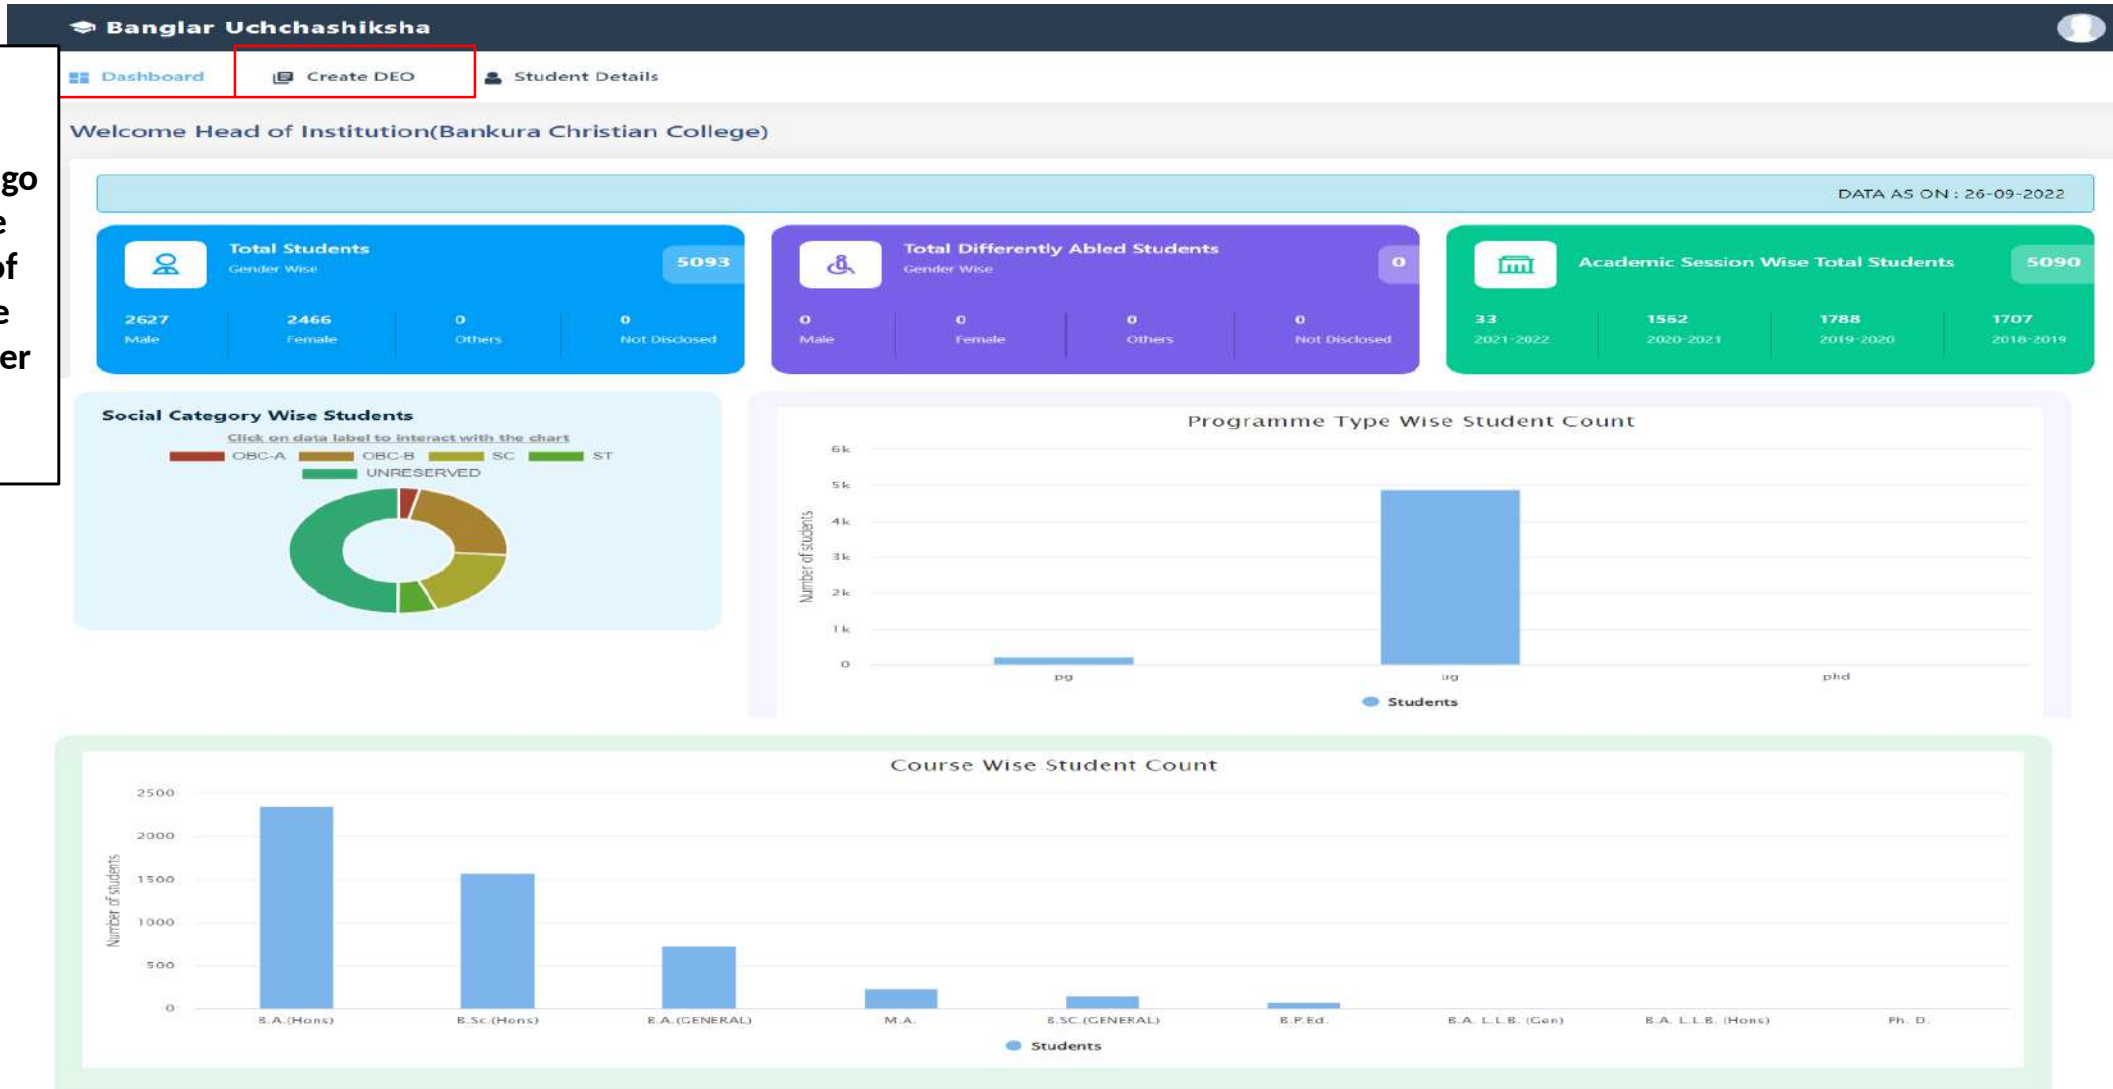 Banglar Uchchashiksha
Dashboard Create DEO Student Details
Welcome Head of Institution(Bankura Christian College)
go
e
of
e
er
DATA AS ON : 26-09-2022
Total Students
Gender Wise
5093
2627 2466 0 0
Male Female Others Not Disclosed
Total Differently Abled Students
Gender Wise
0
0 0 0 0
Male Female Others Not Disclosed
Academic Session Wise Total Students
5090
33 1562 1788 1707
2021-2022 2020-2021 2019-2020 2018-2019
Social Category Wise Students
Click on data label to interact with the chart
OBC-A OBC-B SC ST
UNRESERVED
Programme Type Wise Student Count
Number of students
6k
5k
4k
3k
2k
1k
0
pg ug phd
Students
Course Wise Student Count
Number of students
2500
2000
1500
1000
500
0
B.A.(Hons) B.Sc.(Hons) B.A.(GENERAL) M.A. B.SC.(GENERAL) B.P.Ed. B.A. L.L.B. (Gen) B.A. L.L.B. (Hons) Ph. D.
Students